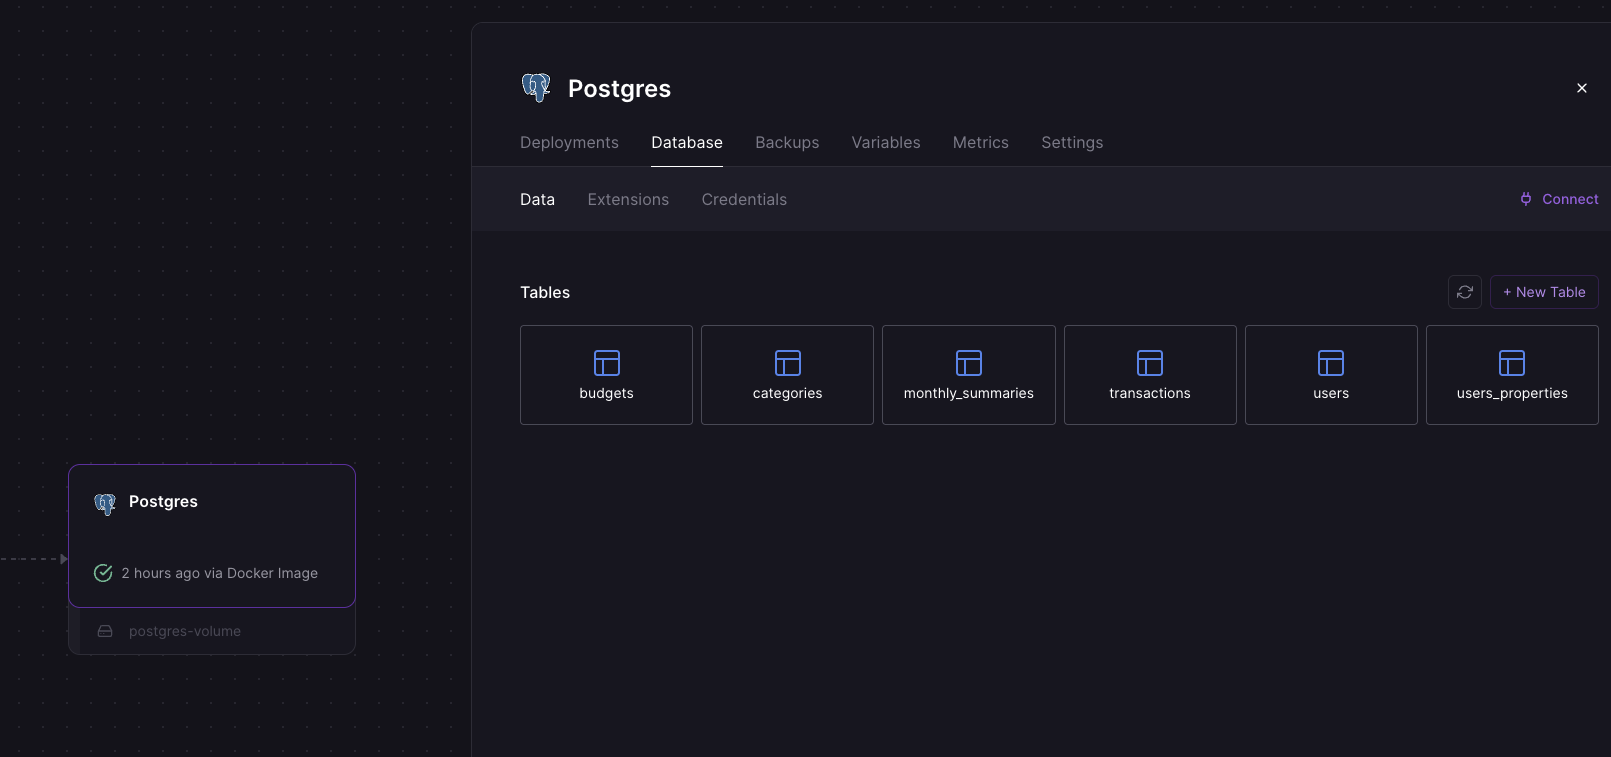 Postgres
Deployments Database Backups Variables Metrics Settings
Data Extensions Credentials Connect
Tables + New Table
budgets categories monthly_summaries transactions users users_properties
Postgres
2 hours ago via Docker Image
postgres-volume